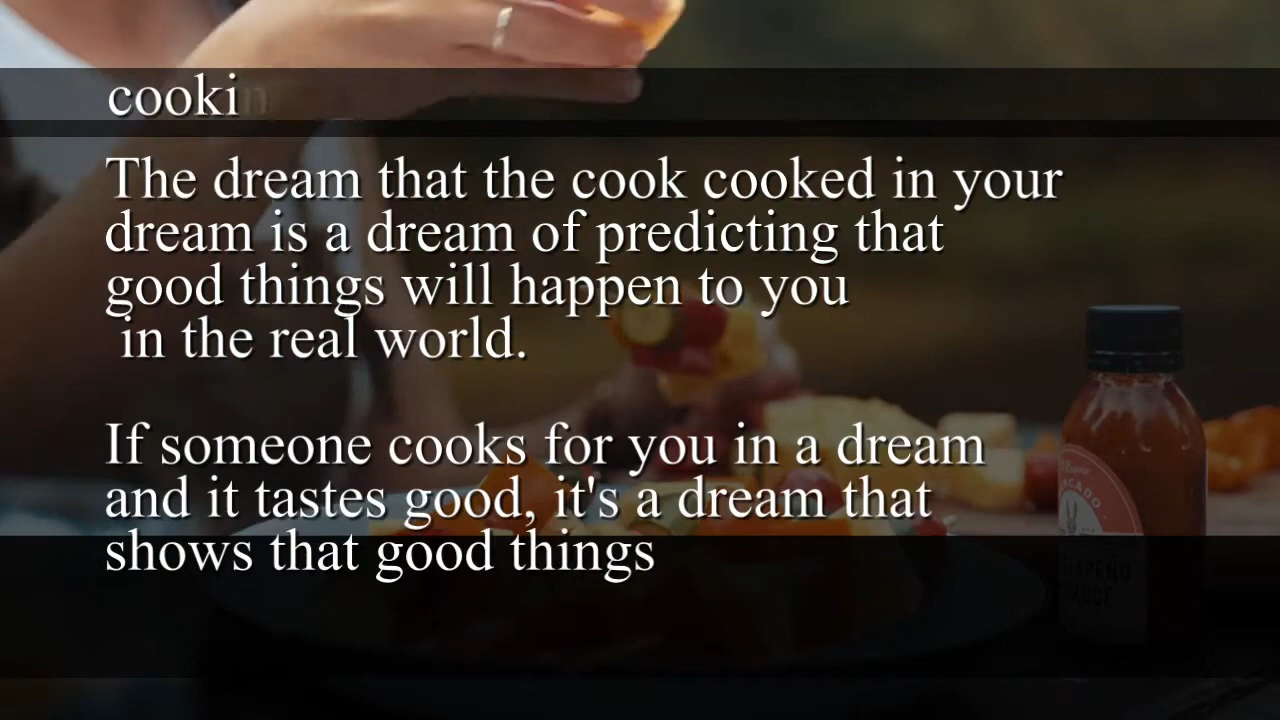 cookin
The dream that the cook cooked in your
dream is a dream of predicting that
good things will happen to you
in the real world.
If someone cooks for you in a dream
and it tastes good, it's a dream that
shows that good things